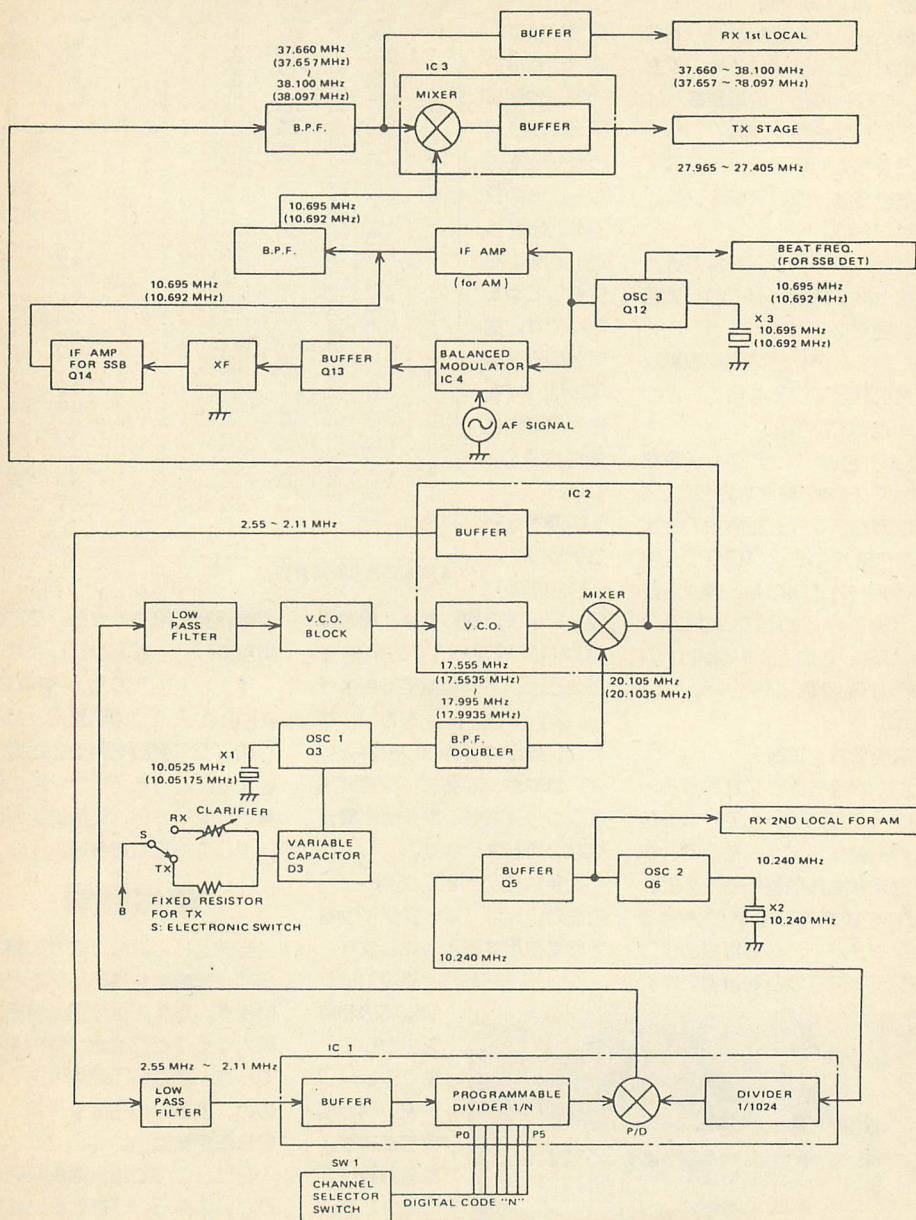 BUFFER
RX 1st LOCAL
37.660 MHz
(37.657 MHz)
~
38.100 MHz
(38.097 MHz)
IC 3
37.660 ~ 38.100 MHz
(37.657 ~ 38.097 MHz)
MIXER
B.P.F.
BUFFER
TX STAGE
27.965 ~ 27.405 MHz
10.695 MHz
(10.692 MHz)
B.P.F.
IF AMP
(for AM)
BEAT FREQ.
(FOR SSB DET)
10.695 MHz
(10.692 MHz)
OSC 3
Q12
10.695 MHz
(10.692 MHz)
X 3
10.695 MHz
(10.692 MHz)
IF AMP
FOR SSB
Q14
XF
BUFFER
Q13
BALANCED
MODULATOR
IC 4
AF SIGNAL
IC 2
2.55 ~ 2.11 MHz
BUFFER
MIXER
LOW
PASS
FILTER
V.C.O.
BLOCK
V.C.O.
17.555 MHz
(17.5535 MHz)
~
17.995 MHz
(17.9935 MHz)
20.105 MHz
(20.1035 MHz)
OSC 1
Q3
B.P.F.
DOUBLER
X1
10.0525 MHz
(10.05175 MHz)
CLARIFIER
RX
S
TX
VARIABLE
CAPACITOR
D3
B
FIXED RESISTOR
FOR TX
S: ELECTRONIC SWITCH
RX 2ND LOCAL FOR AM
BUFFER
Q5
OSC 2
Q6
10.240 MHz
X2
10.240 MHz
10.240 MHz
IC 1
2.55 MHz ~ 2.11 MHz
LOW
PASS
FILTER
BUFFER
PROGRAMMABLE
DIVIDER 1/N
P/D
DIVIDER
1/1024
P0
P5
SW 1
CHANNEL
SELECTOR
SWITCH
DIGITAL CODE "N"